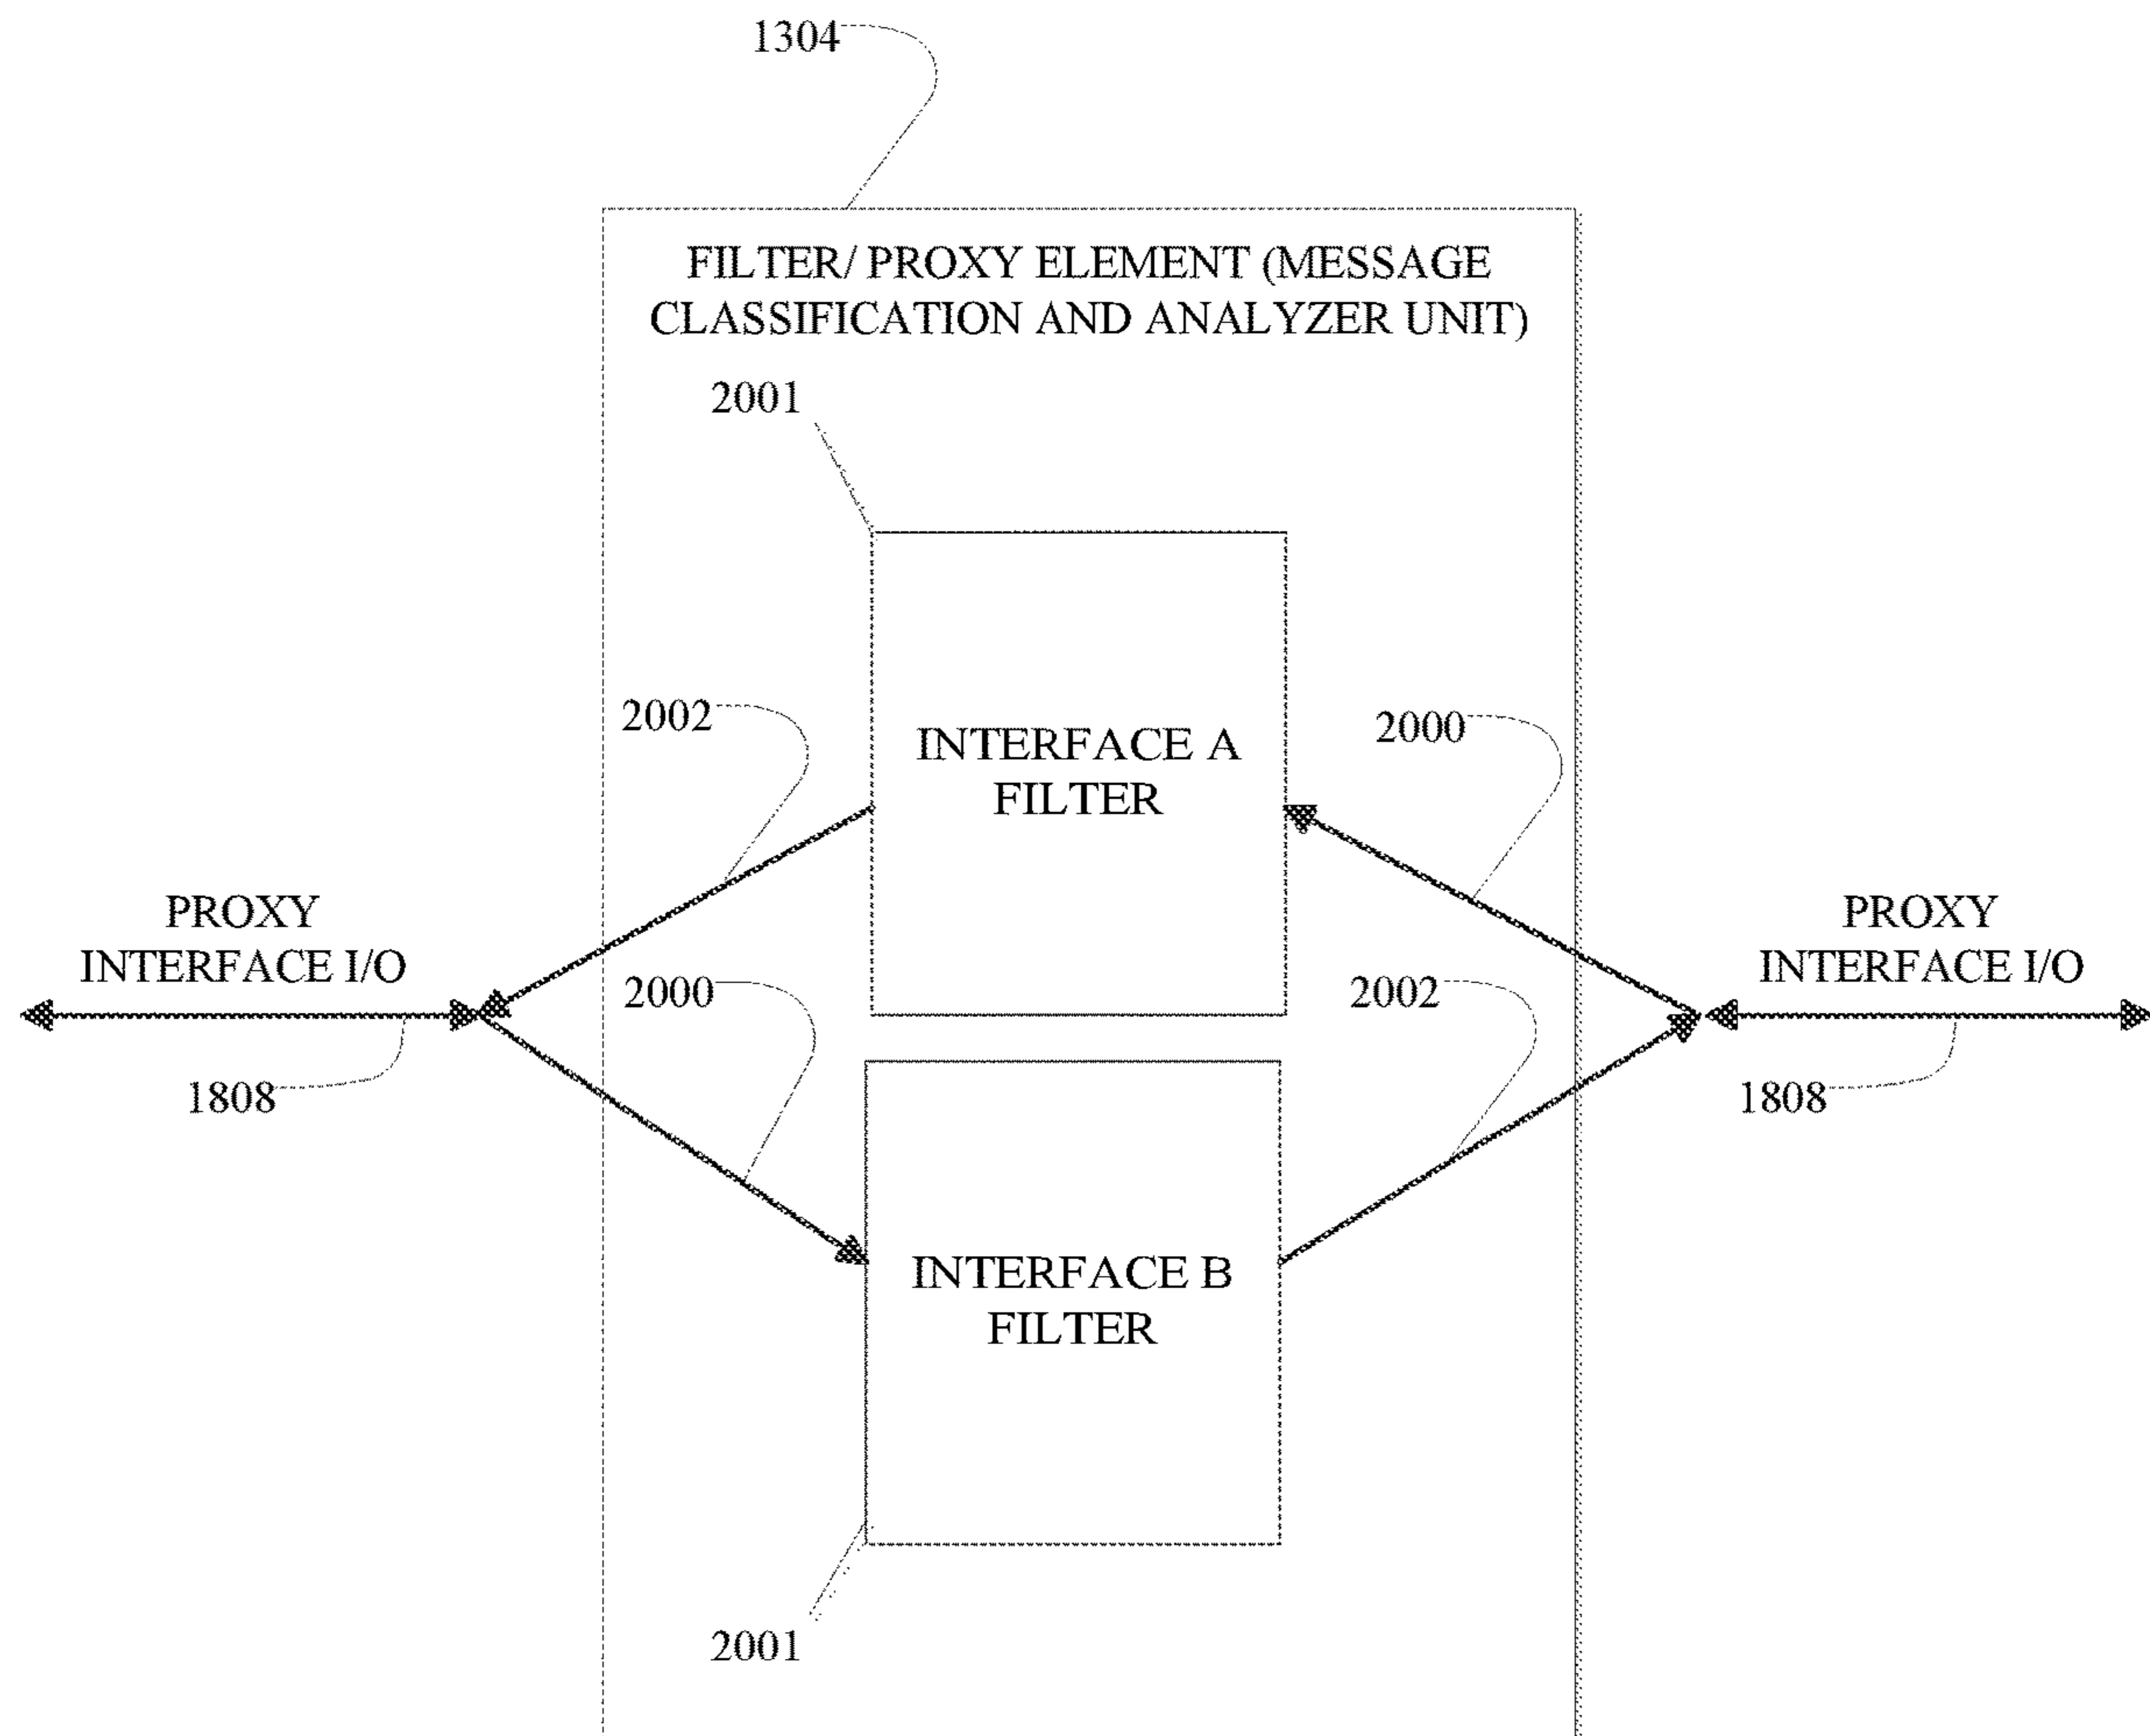 1304
FILTER/ PROXY ELEMENT (MESSAGE
CLASSIFICATION AND ANALYZER UNIT)
2001
2002
2000
INTERFACE A
FILTER
PROXY
INTERFACE I/O
PROXY
INTERFACE I/O
2000
2002
1808
1808
INTERFACE B
FILTER
2001